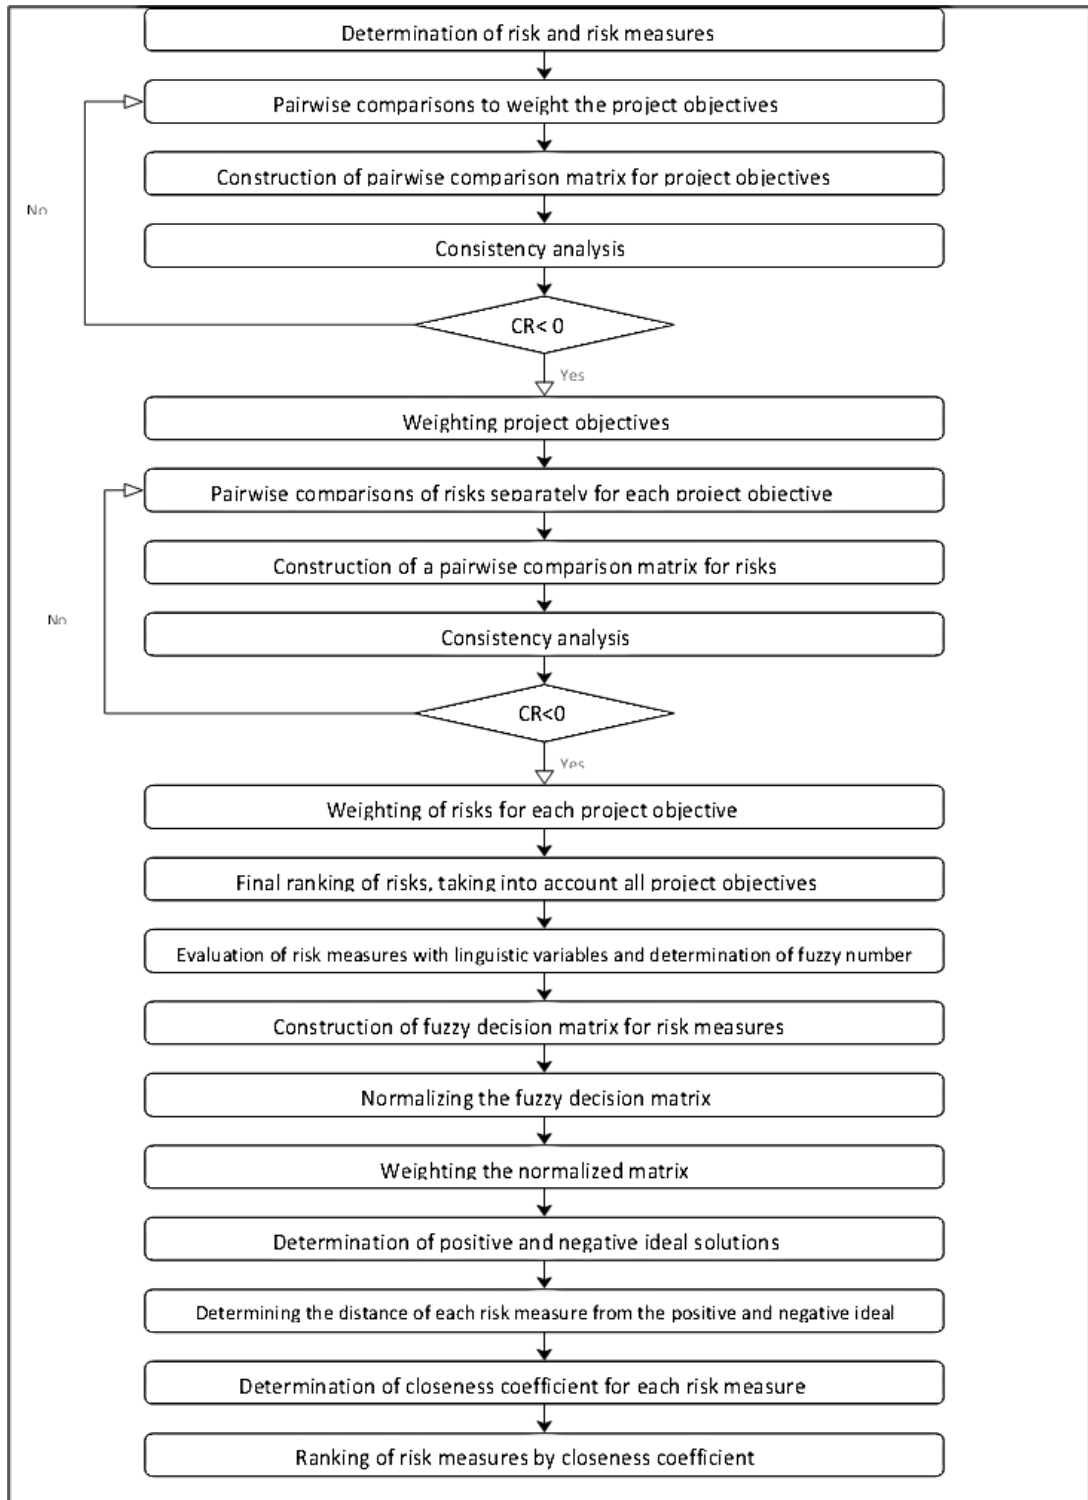 Determination of risk and risk measures
Pairwise comparisons to weight the project objectives
Construction of pairwise comparison matrix for project objectives
No
Consistency analysis
CR< 0
Yes
Weighting project objectives
Pairwise comparisons of risks separately for each project objective
Construction of a pairwise comparison matrix for risks
No
Consistency analysis
CR<0
Yes
Weighting of risks for each project objective
Final ranking of risks, taking into account all project objectives
Evaluation of risk measures with linguistic variables and determination of fuzzy number
Construction of fuzzy decision matrix for risk measures
Normalizing the fuzzy decision matrix
Weighting the normalized matrix
Determination of positive and negative ideal solutions
Determining the distance of each risk measure from the positive and negative ideal
Determination of closeness coefficient for each risk measure
Ranking of risk measures by closeness coefficient